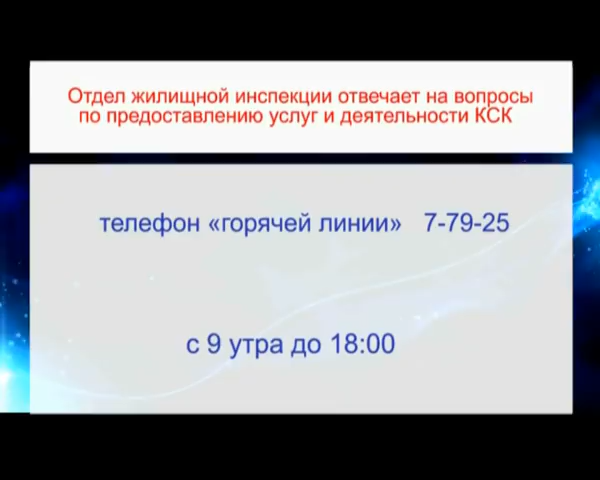 Отдел жилищной инспекции отвечает на вопросы
по предоставлению услуг и деятельности КСК
телефон «горячей линии» 7-79-25
с 9 утра до 18:00